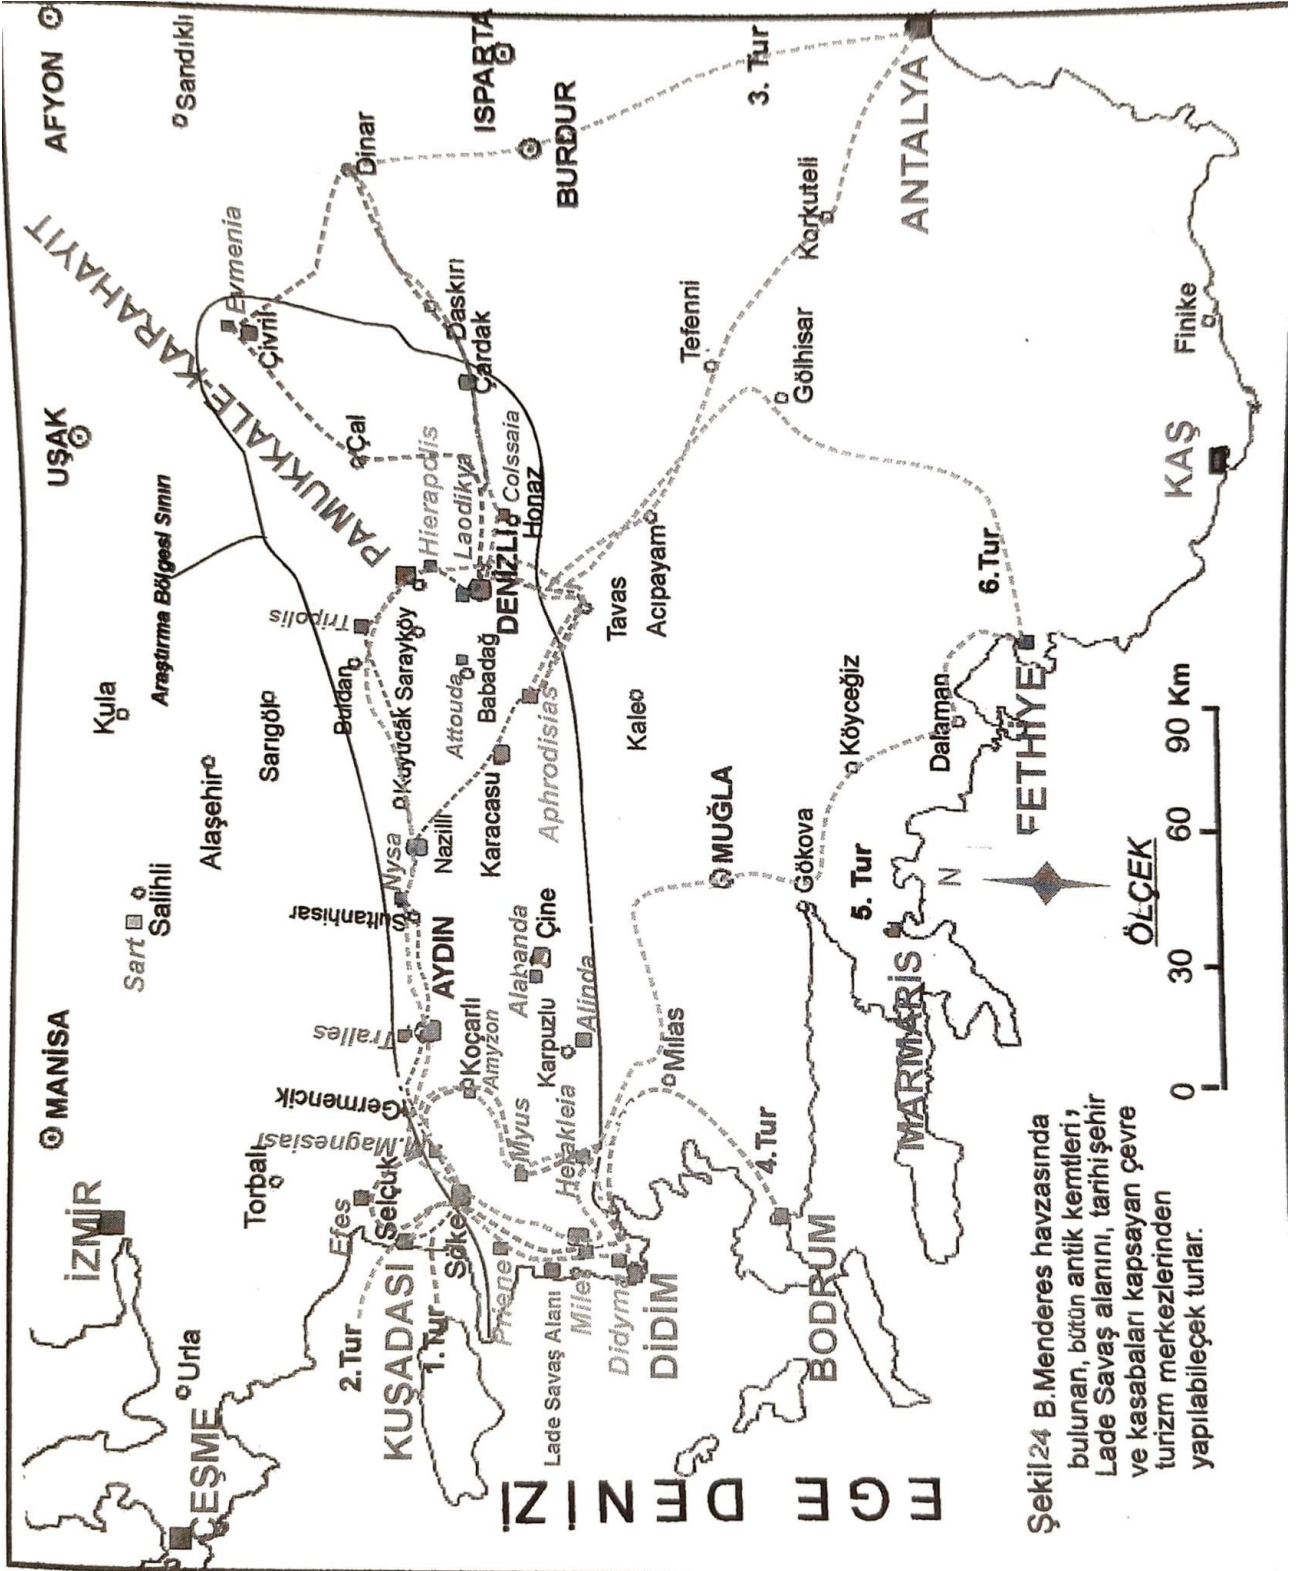 AFYON
Sandıklı
UŞAK
MANİSA
İZMİR
Kula
Araştırma Bölgesi Sınırı
PAMUKKALE-KARAHAYIT
Evmenia
Çivril
Dinar
ISPARTA
BURDUR
3. Tur
ANTALYA
Salihli
Sart
Alaşehir
Sarıgöl
Buldan
Tripolis
Çal
Hierapolis
Laodikya
Daskırı
Çardak
Colssaia
Honaz
DENİZLİ
Sarayköy
Kuyucak
Attouda
Babadağ
Tavas
Acıpayam
Tefenni
Korkuteli
Gölhisar
Urla
ÇEŞME
Torbalı
Efes
Selçuk
2. Tur
KUŞADASI
1. Tur
Söke
M.Magnesiası
Germencik
Tralles
AYDIN
Sultanhisar
Nysa
Nazilli
Karacasu
Aphrodisias
Kale
Koçarlı
Amyzon
Alabanda
Çine
Karpuzlu
Alinda
Myus
Herakleia
Priene
Lade Savaş Alanı
Milet
Didyma
DİDİM
Milas
MUĞLA
Gökova
Köyceğiz
Dalaman
6. Tur
5. Tur
4. Tur
BODRUM
MARMARİS
FETHİYE
KAŞ
Finike
N
EGE DENİZİ
ÖLÇEK
0 30 60 90 Km
Şekil 24 B.Menderes havzasında
bulunan, bütün antik kemtleri,
Lade Savaş alanını, tarihi şehir
ve kasabaları kapsayan çevre
turizm merkezlerinden
yapılabileçek turlar.